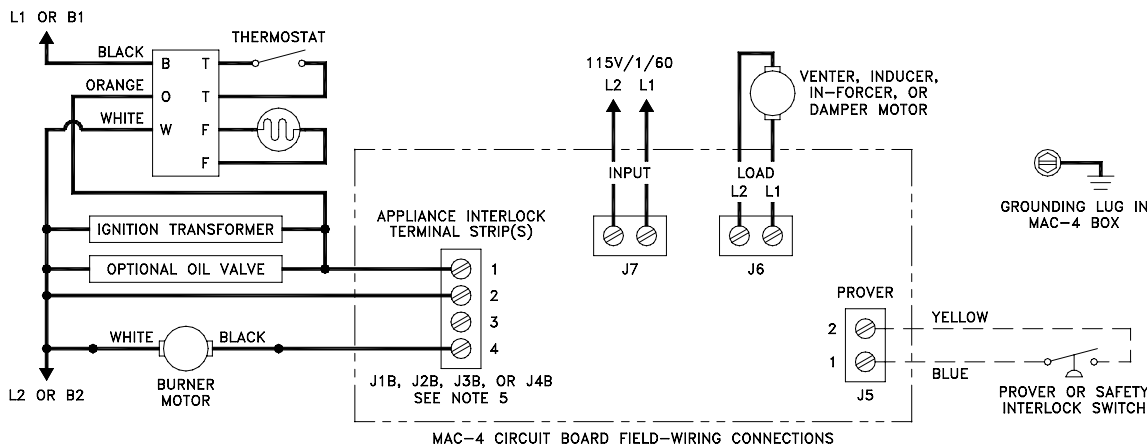 L1 OR B1
BLACK
ORANGE
WHITE
B T
O T
W F
F
THERMOSTAT
115V/1/60
L2 L1
INPUT
J7
LOAD
L2 L1
J6
VENTER, INDUCER,
IN-FORCER, OR
DAMPER MOTOR
GROUNDING LUG IN
MAC-4 BOX
IGNITION TRANSFORMER
OPTIONAL OIL VALVE
APPLIANCE INTERLOCK
TERMINAL STRIP(S)
1
2
3
4
J1B, J2B, J3B, OR J4B
SEE NOTE 5
WHITE
BLACK
BURNER
MOTOR
L2 OR B2
PROVER
2
1
J5
YELLOW
BLUE
PROVER OR SAFETY
INTERLOCK SWITCH
MAC-4 CIRCUIT BOARD FIELD-WIRING CONNECTIONS